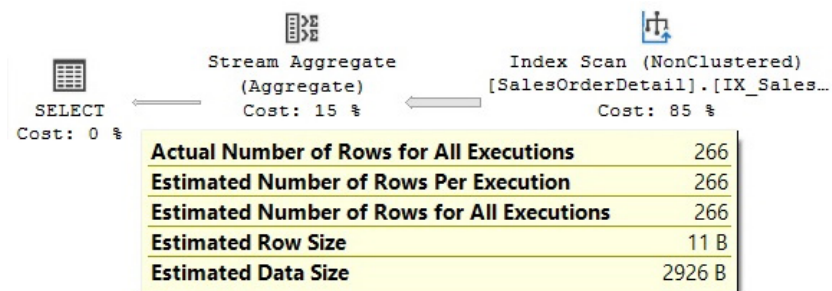 Stream Aggregate
(Aggregate)
Cost: 15 %
Index Scan (NonClustered)
[SalesOrderDetail].[IX_Sales…
Cost: 85 %
SELECT
Cost: 0 %
Actual Number of Rows for All Executions 266
Estimated Number of Rows Per Execution 266
Estimated Number of Rows for All Executions 266
Estimated Row Size 11 B
Estimated Data Size 2926 B